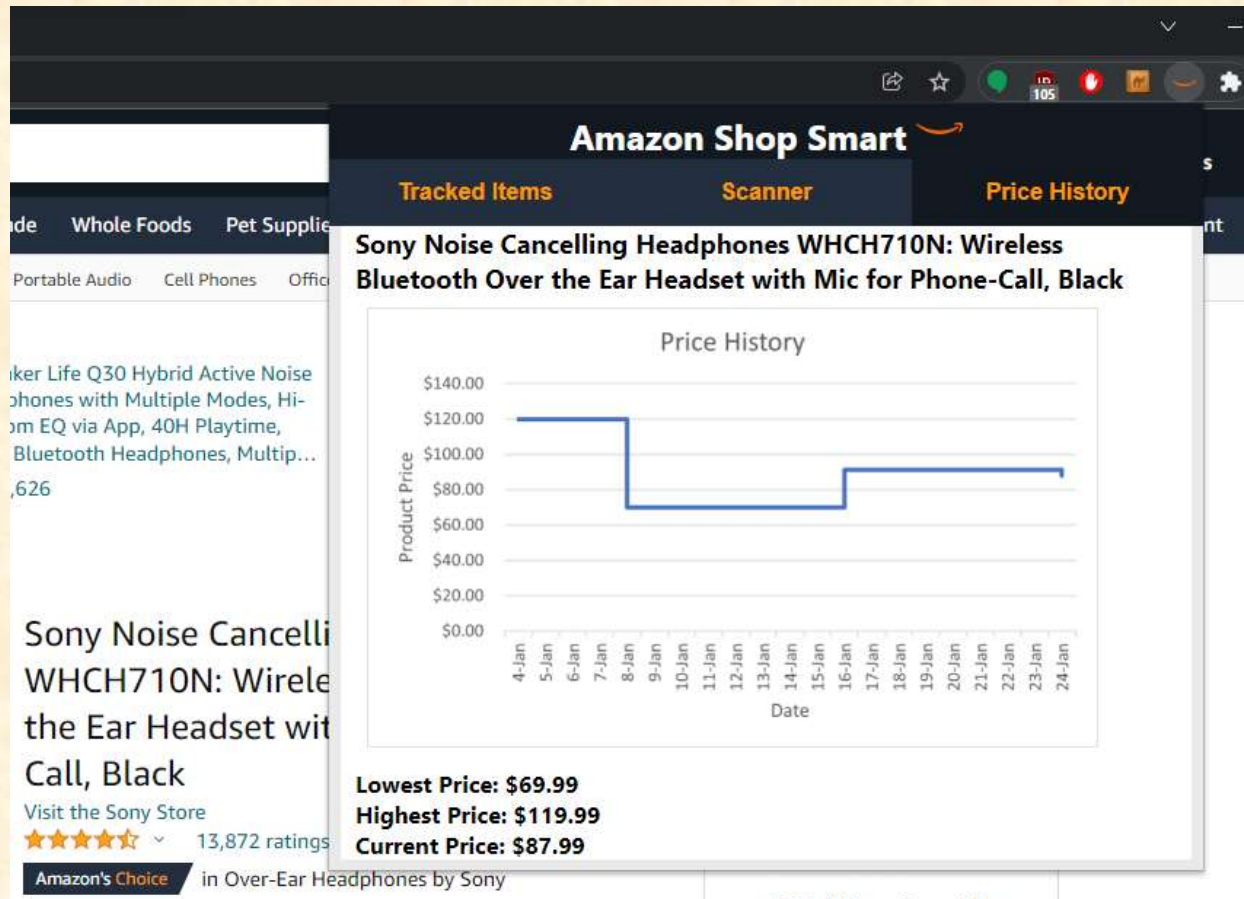 105
Amazon Shop Smart
Tracked Items Scanner Price History
Whole Foods Pet Supplie
Portable Audio Cell Phones Offic
Sony Noise Cancelling Headphones WHCH710N: Wireless
Bluetooth Over the Ear Headset with Mic for Phone-Call, Black
ker Life Q30 Hybrid Active Noise
phones with Multiple Modes, Hi-
om EQ via App, 40H Playtime,
Bluetooth Headphones, Multip...
,626
Price History
$140.00
$120.00
$100.00
$80.00
$60.00
$40.00
$20.00
$0.00
Product Price
4-Jan 5-Jan 6-Jan 7-Jan 8-Jan 9-Jan 10-Jan 11-Jan 12-Jan 13-Jan 14-Jan 15-Jan 16-Jan 17-Jan 18-Jan 19-Jan 20-Jan 21-Jan 22-Jan 23-Jan 24-Jan
Date
Sony Noise Cancelli
WHCH710N: Wirele
the Ear Headset wit
Call, Black
Visit the Sony Store
13,872 ratings
Amazon's Choice in Over-Ear Headphones by Sony
Lowest Price: $69.99
Highest Price: $119.99
Current Price: $87.99